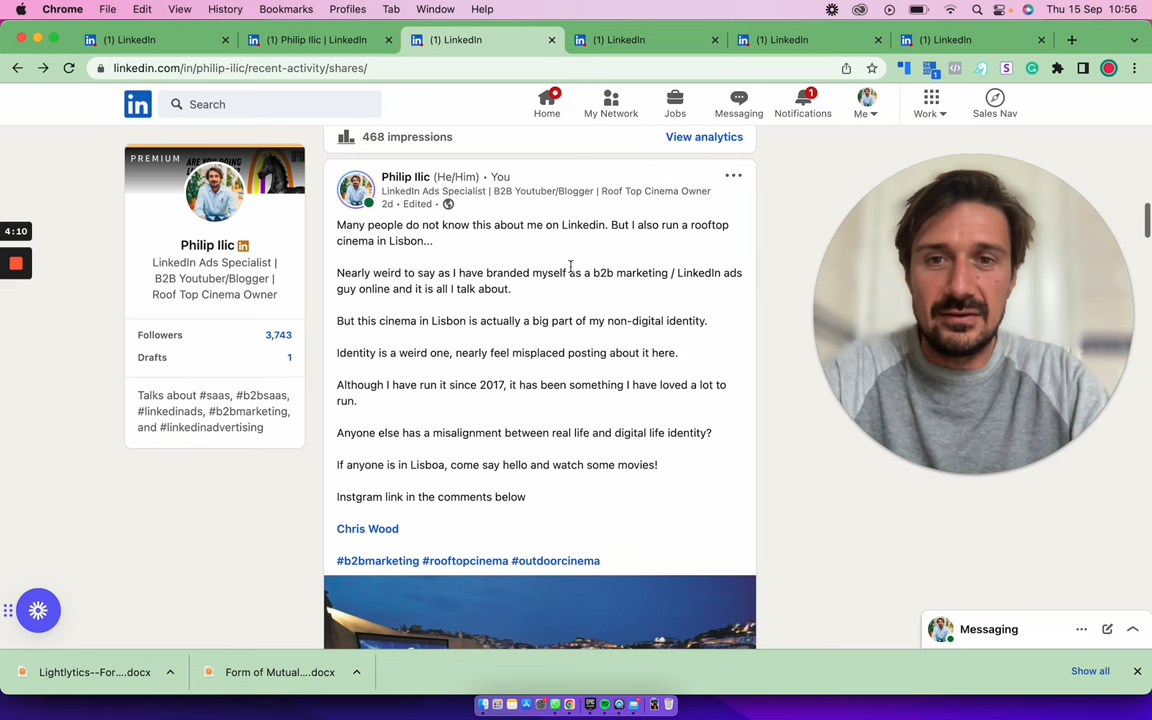 Chrome File Edit View History Bookmarks Profiles Tab Window Help Thu 15 Sep 10:56
(1) LinkedIn (1) Philip Ilic | LinkedIn (1) LinkedIn (1) LinkedIn (1) LinkedIn (1) LinkedIn
linkedin.com/in/philip-ilic/recent-activity/shares/
Search
Home My Network Jobs Messaging Notifications Me Work Sales Nav
468 impressions View analytics
PREMIUM
Philip Ilic
LinkedIn Ads Specialist |
B2B Youtuber/Blogger |
Roof Top Cinema Owner
Followers 3,743
Drafts 1
Talks about #saas, #b2bsaas,
#linkedinads, #b2bmarketing,
and #linkedinadvertising
4:10
Philip Ilic (He/Him) • You
LinkedIn Ads Specialist | B2B Youtuber/Blogger | Roof Top Cinema Owner
2d • Edited •
Many people do not know this about me on Linkedin. But I also run a rooftop
cinema in Lisbon...
Nearly weird to say as I have branded myself as a b2b marketing / LinkedIn ads
guy online and it is all I talk about.
But this cinema in Lisbon is actually a big part of my non-digital identity.
Identity is a weird one, nearly feel misplaced posting about it here.
Although I have run it since 2017, it has been something I have loved a lot to
run.
Anyone else has a misalignment between real life and digital life identity?
If anyone is in Lisboa, come say hello and watch some movies!
Instgram link in the comments below
Chris Wood
#b2bmarketing #rooftopcinema #outdoorcinema
Messaging
Lightlytics--For....docx Form of Mutual....docx Show all